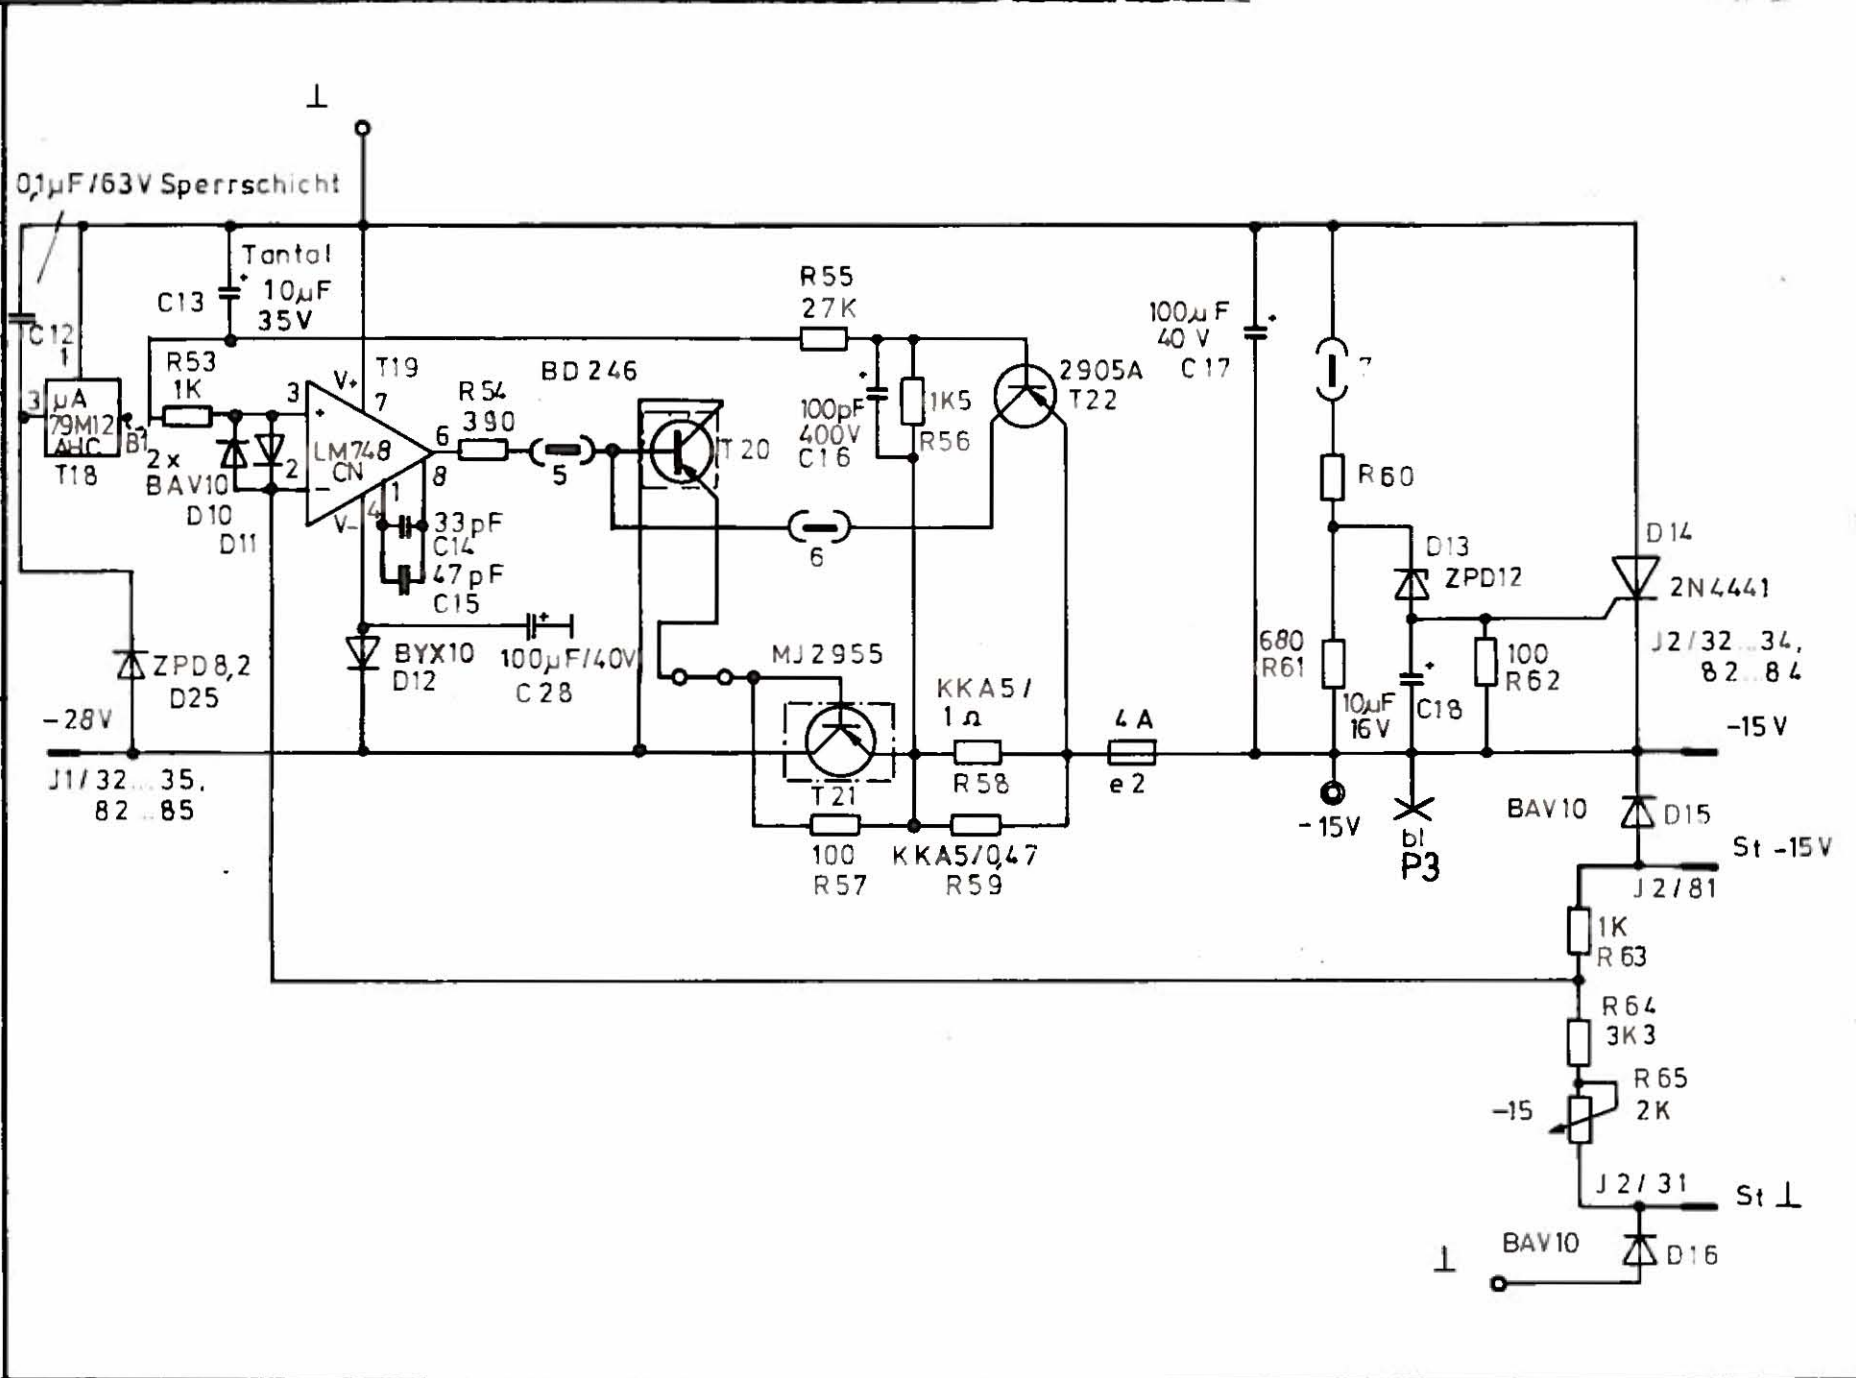 ⊥
0,1µF/63V Sperrschicht
Tantal
10µF
35V
C13
C12
R53
1K
1
3
µA
79M12
AHC
T18
2x
BAV10
D10
D11
3
2
V+
7
T19
LM748
CN
6
8
1
4
V-
33pF
C14
47pF
C15
R54
390
5
BD246
T20
6
R55
27K
100pF
400V
C16
1K5
R56
2905A
T22
100µF
40V
C17
7
R60
D13
ZPD12
D14
2N4441
680
R61
10µF
16V
C18
100
R62
J2/32...34,
82...84
-15V
ZPD8,2
D25
-28V
J1/32...35,
82...85
BYX10
D12
100µF/40V
C28
MJ2955
T21
KKA5/
1Ω
R58
4A
e2
100
R57
KKA5/0,47
R59
-15V
bl
P3
BAV10
D15
St -15V
J2/81
1K
R63
R64
3K3
R65
2K
-15
J2/31
St ⊥
BAV10
D16
⊥